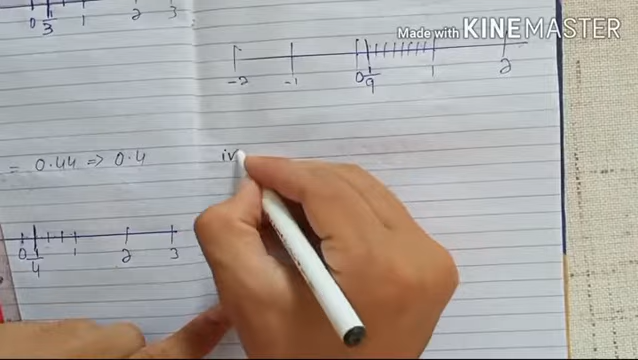 0 1/3 1 2 3
Made with KINEMASTER
-2 -1 0 1/9 1 2
= 0.44 => 0.4
iv
0 1/4 1 2 3